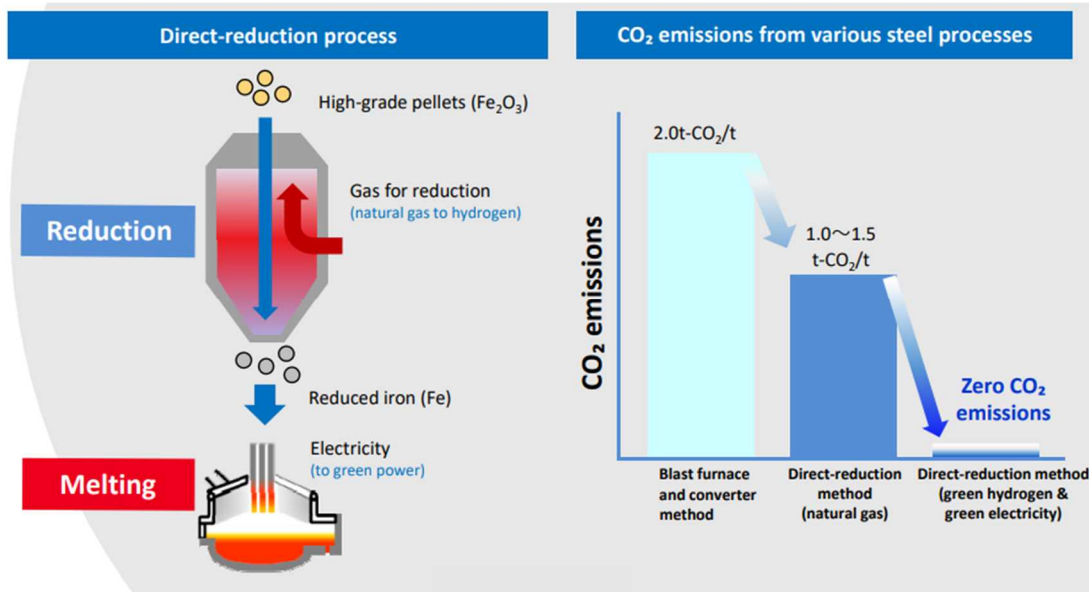 Direct-reduction process
High-grade pellets (Fe₂O₃)
Gas for reduction
(natural gas to hydrogen)
Reduction
Reduced iron (Fe)
Electricity
(to green power)
Melting
CO₂ emissions from various steel processes
CO₂ emissions
2.0t-CO₂/t
1.0～1.5
t-CO₂/t
Zero CO₂
emissions
Blast furnace
and converter
method
Direct-reduction
method
(natural gas)
Direct-reduction method
(green hydrogen &
green electricity)